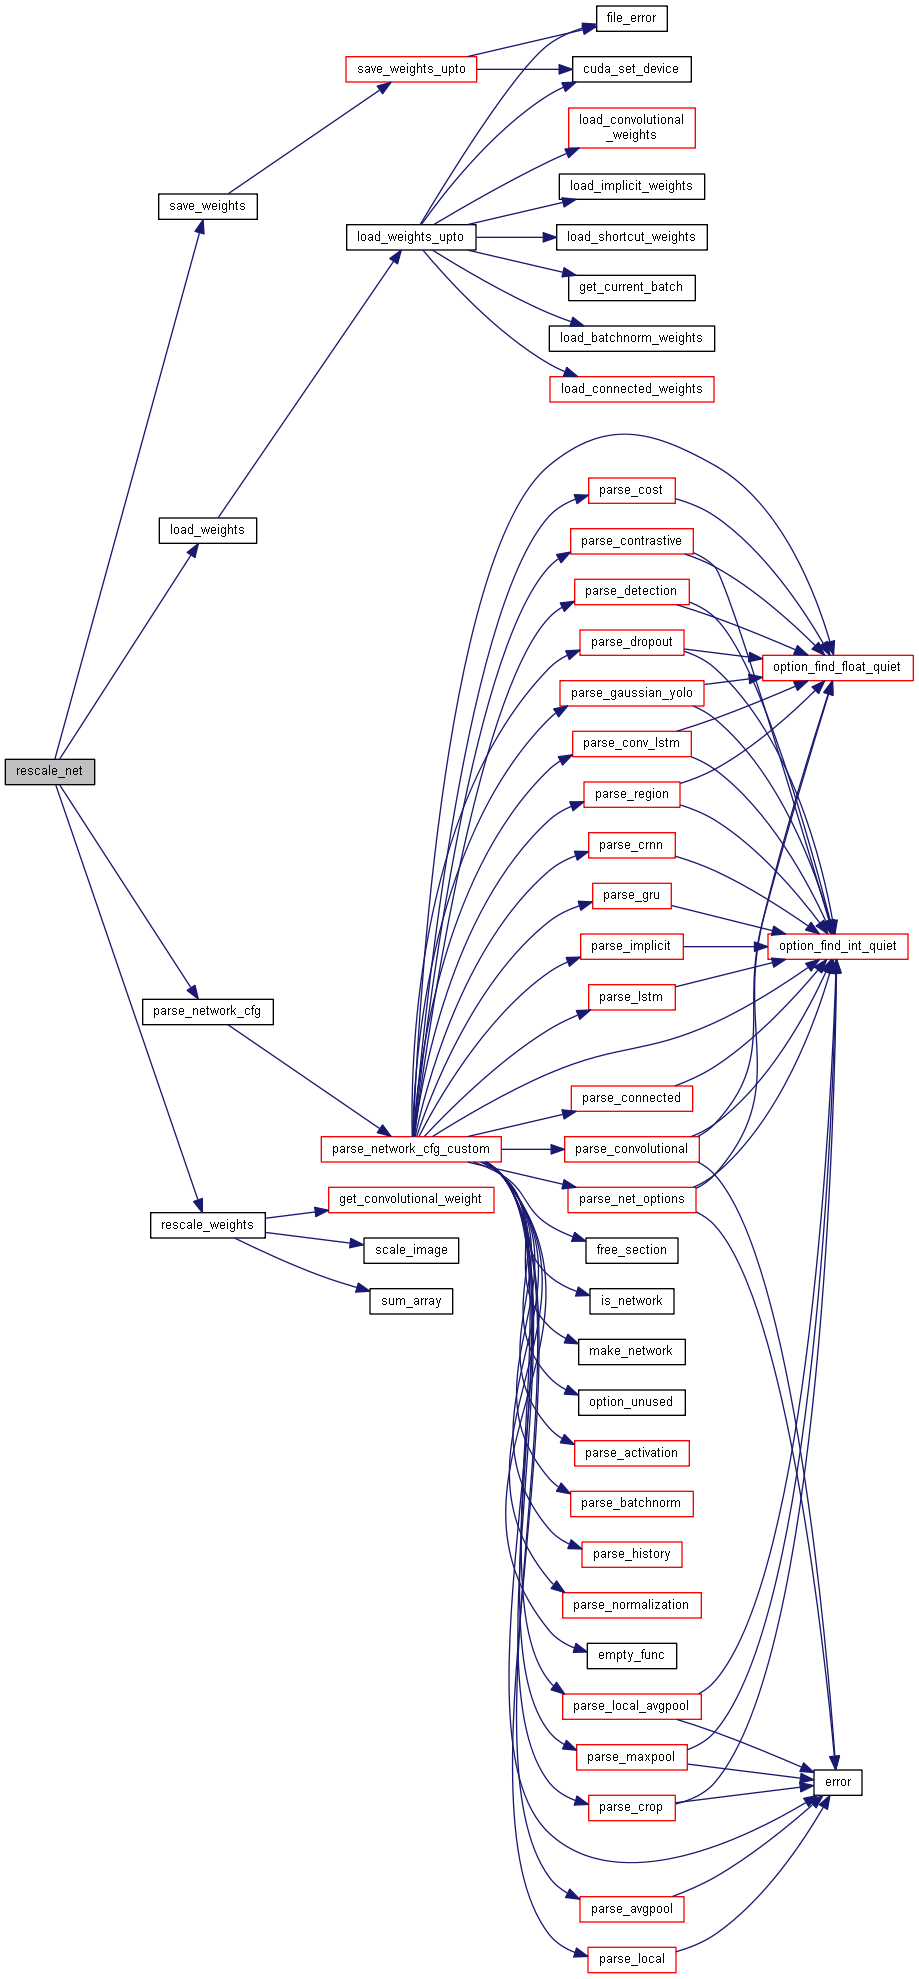 file_error
save_weights_upto
cuda_set_device
load_convolutional
_weights
load_implicit_weights
save_weights
load_weights_upto
load_shortcut_weights
get_current_batch
load_batchnorm_weights
load_connected_weights
parse_cost
load_weights
parse_contrastive
parse_detection
parse_dropout
option_find_float_quiet
parse_gaussian_yolo
parse_conv_lstm
rescale_net
parse_region
parse_crnn
parse_gru
parse_implicit
option_find_int_quiet
parse_lstm
parse_network_cfg
parse_connected
parse_network_cfg_custom
parse_convolutional
get_convolutional_weight
parse_net_options
rescale_weights
scale_image
free_section
sum_array
is_network
make_network
option_unused
parse_activation
parse_batchnorm
parse_history
parse_normalization
empty_func
parse_local_avgpool
parse_maxpool
error
parse_crop
parse_avgpool
parse_local